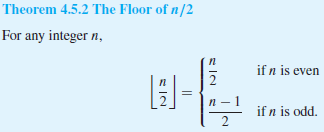 Theorem 4.5.2 The Floor of n/2
For any integer n,
⌊n/2⌋ = { n/2 if n is even
(n − 1)/2 if n is odd.